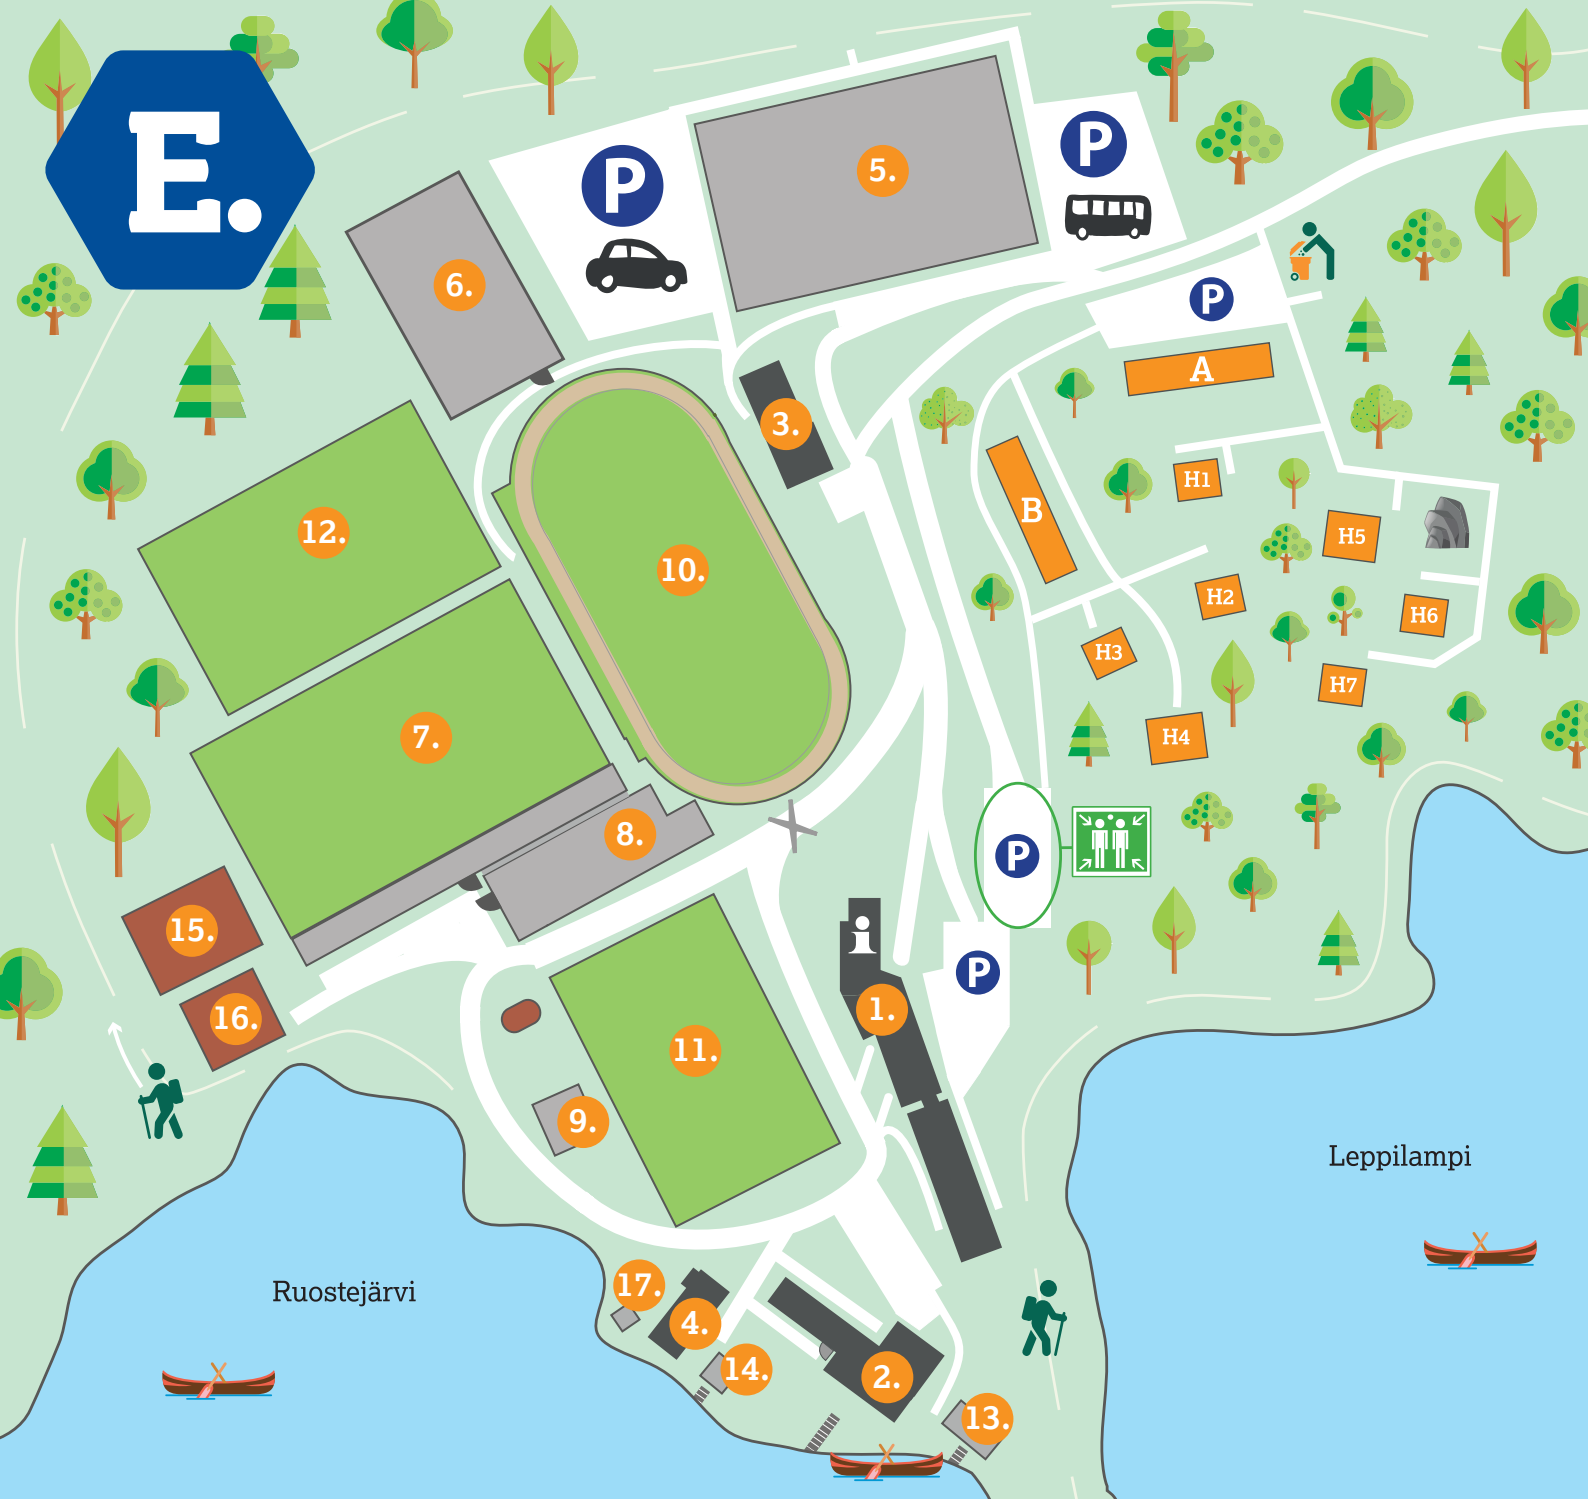 E.
P
P
5.
6.
P
A
3.
B
H1
12.
10.
H5
H2
H6
H3
H7
7.
H4
8.
P
15.
i
P
16.
1.
11.
9.
Leppilampi
17.
Ruostejärvi
4.
14.
2.
13.